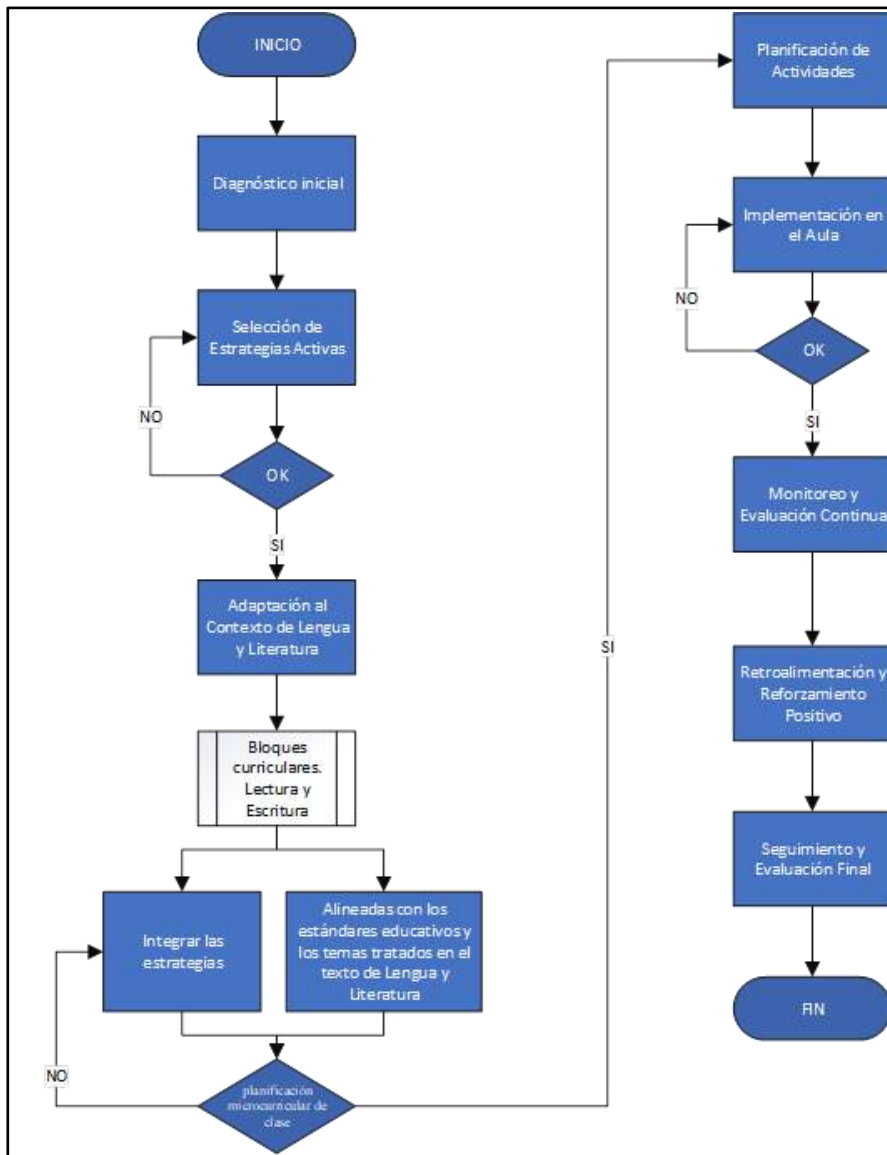 INICIO
Diagnóstico inicial
Selección de
Estrategias Activas
NO
OK
SI
Adaptación al
Contexto de Lengua
y Literatura
Bloques
curriculares.
Lectura y
Escritura
Integrar las
estrategias
Alineadas con los
estándares educativos y
los temas tratados en el
texto de Lengua y
Literatura
NO
planificación
microcurricular de
clase
SI
Planificación de
Actividades
Implementación en
el Aula
NO
OK
SI
Monitoreo y
Evaluación Continua
Retroalimentación y
Reforzamiento
Positivo
Seguimiento y
Evaluación Final
FIN